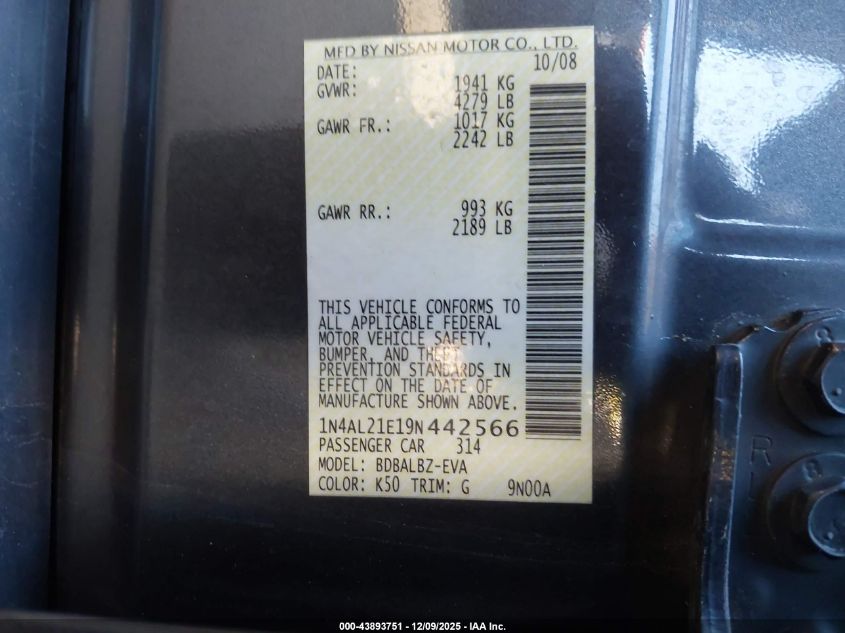 MFD BY NISSAN MOTOR CO., LTD.
DATE: 10/08
GVWR: 1941 KG
4279 LB
GAWR FR.: 1017 KG
2242 LB
GAWR RR.: 993 KG
2189 LB
THIS VEHICLE CONFORMS TO
ALL APPLICABLE FEDERAL
MOTOR VEHICLE SAFETY,
BUMPER, AND THEFT
PREVENTION STANDARDS IN
EFFECT ON THE DATE OF
MANUFACTURE SHOWN ABOVE.
1N4AL21E19N442566
PASSENGER CAR 314
MODEL: BDBALBZ-EVA
COLOR: K50 TRIM: G 9N00A
R
000-43893751 - 12/09/2025 - IAA Inc.